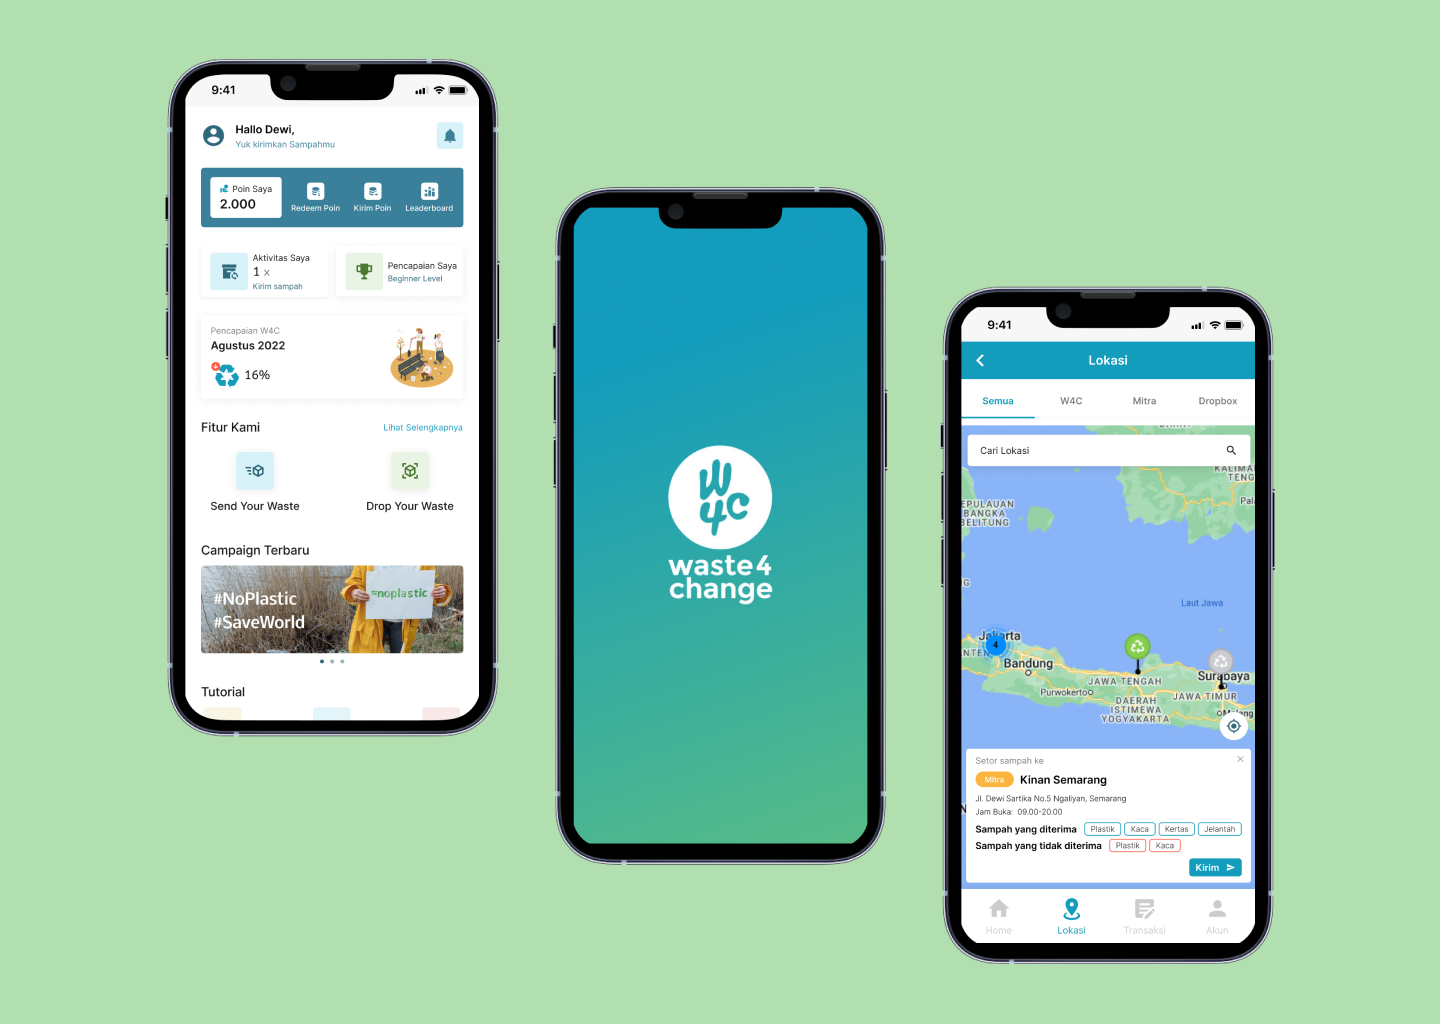 9:41
Hallo Dewi,
Yuk kirimkan Sampahmu
Poin Saya
2.000
Redeem Poin
Kirim Poin
Leaderboard
Aktivitas Saya
1 x
Kirim sampah
Pencapaian Saya
Beginner Level
Pencapaian W4C
Agustus 2022
16%
Fitur Kami
Lihat Selengkapnya
Send Your Waste
Drop Your Waste
Campaign Terbaru
#NoPlastic
#SaveWorld
#noplastic
Tutorial
W
4C
waste4
change
9:41
Lokasi
Semua
W4C
Mitra
Dropbox
Cari Lokasi
KALIMA
TENG
Pala
EPULAUAN
BANGKA
BELITUNG
NG
Laut Jawa
Jakarta
4
NTEN
Bandung
Surabaya
JAWA TENGAH
Purwokerto
JAWA TIMUR
DAERAH
ISTIMEWA
YOGYAKARTA
Malang
Setor sampah ke
Mitra
Kinan Semarang
Jl. Dewi Sartika No.5 Ngaliyan, Semarang
Jam Buka: 09.00-20.00
Sampah yang diterima
Plastik
Kaca
Kertas
Jelantah
Sampah yang tidak diterima
Plastik
Kaca
Kirim
Home
Lokasi
Transaksi
Akun